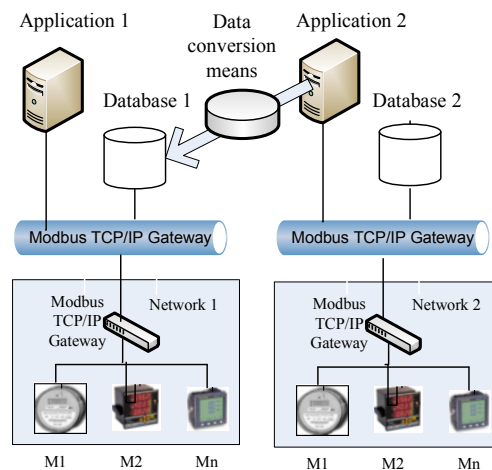 Application 1
Data
conversion
means
Application 2
Database 1
Database 2
Modbus TCP/IP Gateway
Modbus TCP/IP Gateway
Modbus
TCP/IP
Gateway
Network 1
Modbus
TCP/IP
Gateway
Network 2
M1
M2
Mn
M1
M2
Mn